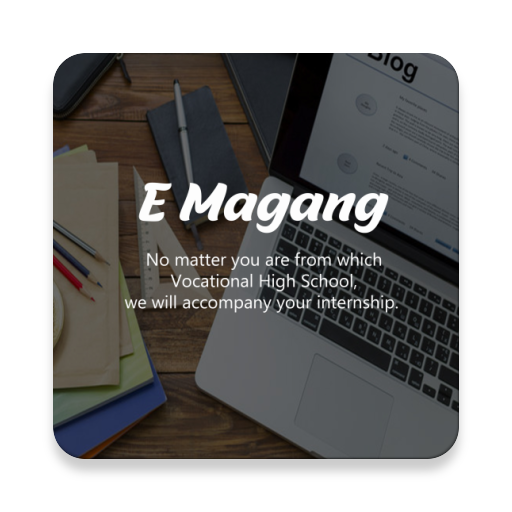 Blog
E Magang
No matter you are from which
Vocational High School,
we will accompany your internship.